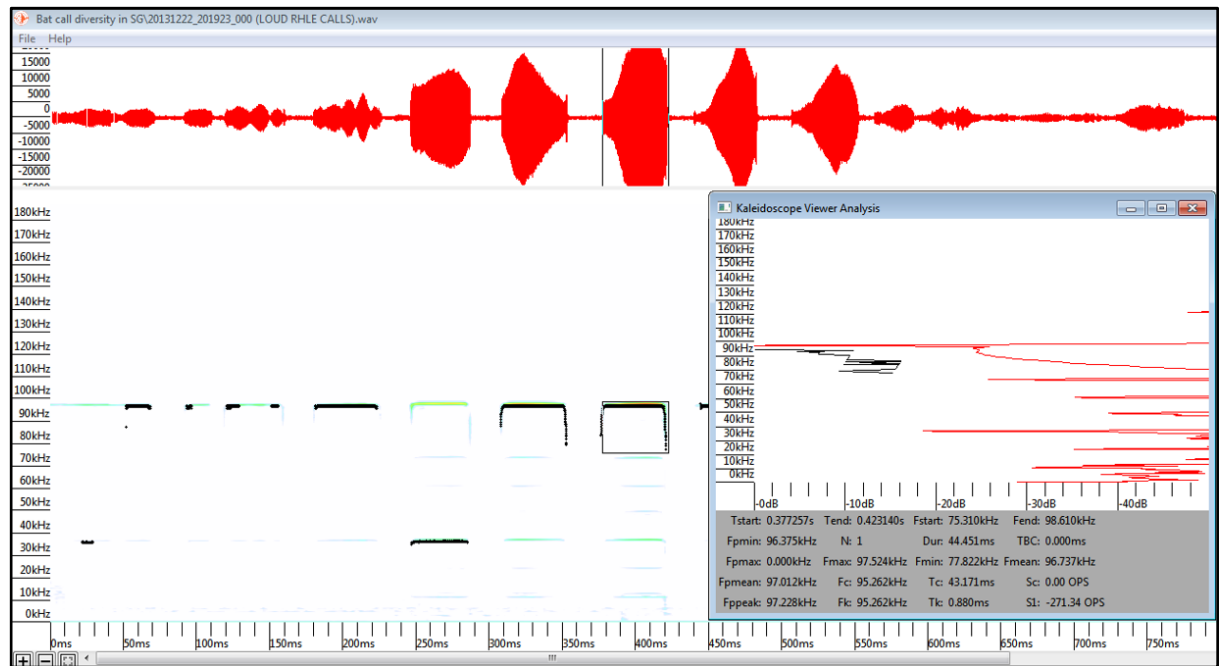 Bat call diversity in SG\20131222_201923_000 (LOUD RHLE CALLS).wav
File Help
15000
10000
5000
0
-5000
-10000
-15000
-20000
180kHz
170kHz
160kHz
150kHz
140kHz
130kHz
120kHz
110kHz
100kHz
90kHz
80kHz
70kHz
60kHz
50kHz
40kHz
30kHz
20kHz
10kHz
0kHz
0ms 50ms 100ms 150ms 200ms 250ms 300ms 350ms 400ms 450ms 500ms 550ms 600ms 650ms 700ms 750ms
Kaleidoscope Viewer Analysis
180kHz
170kHz
160kHz
150kHz
140kHz
130kHz
120kHz
110kHz
100kHz
90kHz
80kHz
70kHz
60kHz
50kHz
40kHz
30kHz
20kHz
10kHz
0kHz
-0dB -10dB -20dB -30dB -40dB
Tstart: 0.377257s Tend: 0.423140s Fstart: 75.310kHz Fend: 98.610kHz
Fpmin: 96.375kHz N: 1 Dur: 44.451ms TBC: 0.000ms
Fpmax: 0.000kHz Fmax: 97.524kHz Fmin: 77.822kHz Fmean: 96.737kHz
Fpmean: 97.012kHz Fc: 95.262kHz Tc: 43.171ms Sc: 0.00 OPS
Fppeak: 97.228kHz Fk: 95.262kHz Tk: 0.880ms S1: -271.34 OPS